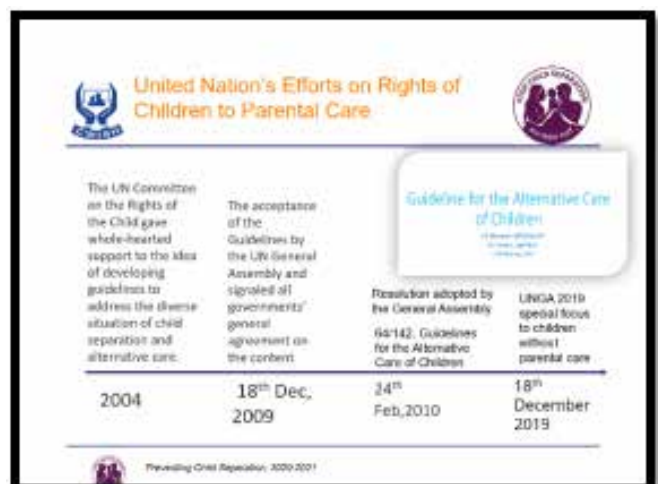 United Nation's Efforts on Rights of
Children to Parental Care
Guideline for the Alternative Care
of Children
The UN Committee
on the Rights of
the Child gave
whole-hearted
support to the idea
of developing
guidelines to
address the diverse
situation of child
separation and
alternative care.
The acceptance
of the
Guidelines by
the UN General
Assembly and
signaled all
governments'
general
agreement on
the content
Resolution adopted by
the General Assembly
64/142. Guidelines
for the Alternative
Care of Children
UNGA 2019
special focus
to children
without
parental care
2004
18th Dec,
2009
24th
Feb,2010
18th
December
2019
Preventing Child Separation, 2020-2021